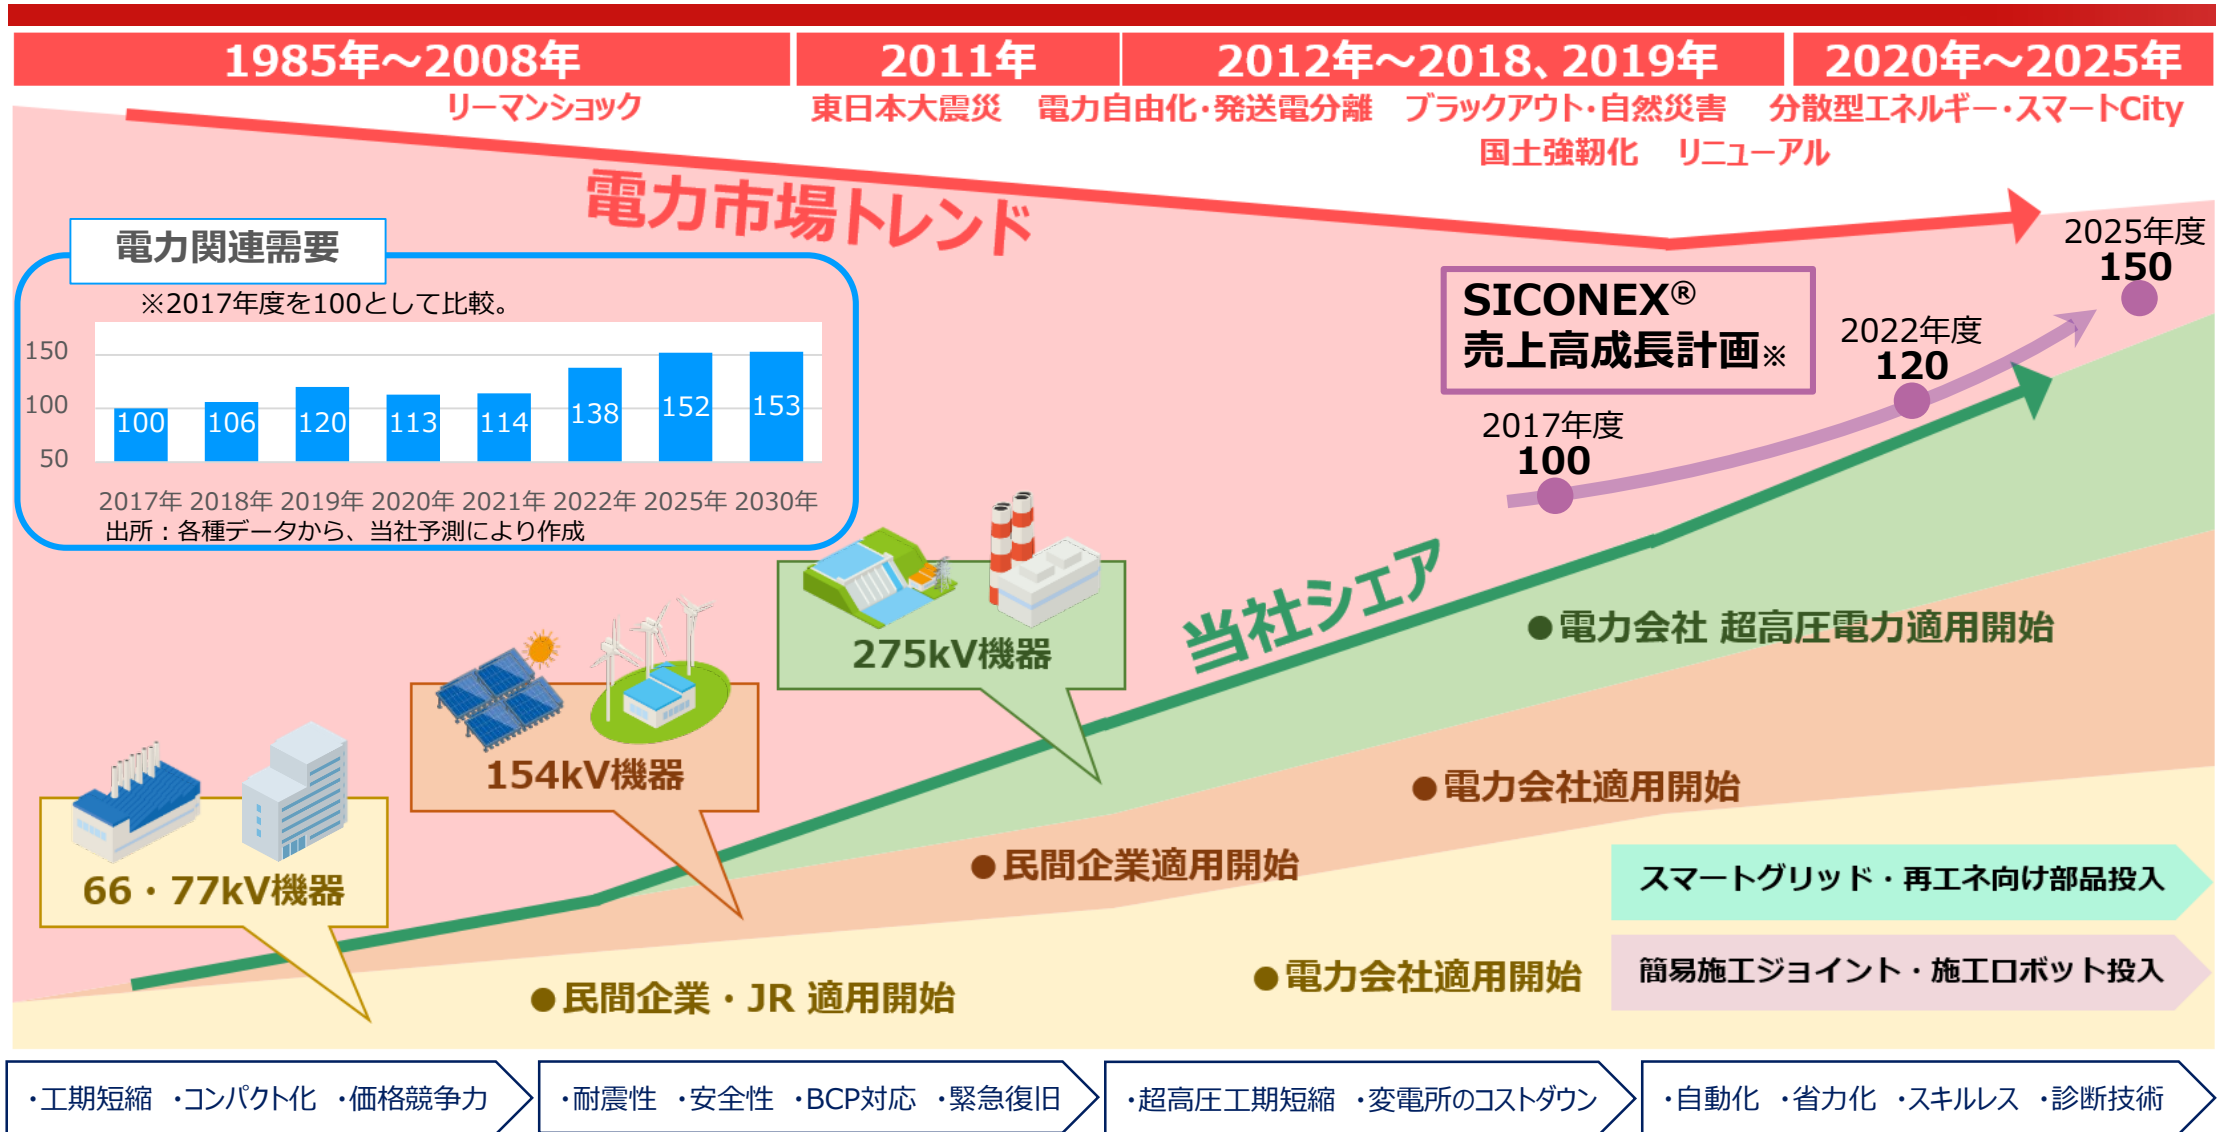 1985年～2008年
2011年
2012年～2018、2019年
2020年～2025年
リーマンショック
東日本大震災
電力自由化・発送電分離
ブラックアウト・自然災害
分散型エネルギー・スマートCity
国土強靭化
リニューアル
電力市場トレンド
電力関連需要
※2017年度を100として比較。
150
100
50
100
106
120
113
114
138
152
153
2017年
2018年
2019年
2020年
2021年
2022年
2025年
2030年
出所：各種データから、当社予測により作成
SICONEX®
売上高成長計画※
2017年度
100
2022年度
120
2025年度
150
当社シェア
275kV機器
154kV機器
66・77kV機器
●電力会社 超高圧電力適用開始
●電力会社適用開始
●民間企業適用開始
●電力会社適用開始
●民間企業・JR 適用開始
スマートグリッド・再エネ向け部品投入
簡易施工ジョイント・施工ロボット投入
・工期短縮 ・コンパクト化 ・価格競争力
・耐震性 ・安全性 ・BCP対応 ・緊急復旧
・超高圧工期短縮 ・変電所のコストダウン
・自動化 ・省力化 ・スキルレス ・診断技術